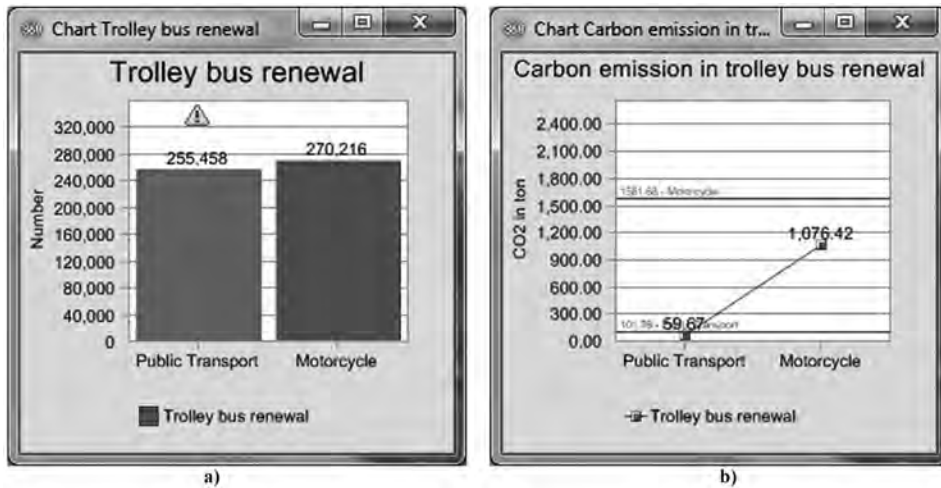 Chart Trolley bus renewal
Trolley bus renewal
320,000
280,000
240,000
200,000
160,000
120,000
80,000
40,000
0
Number
255,458
270,216
Public Transport
Motorcycle
Trolley bus renewal
a)
Chart Carbon emission in tr...
Carbon emission in trolley bus renewal
2,400.00
2,100.00
1,800.00
1,500.00
1,200.00
900.00
600.00
300.00
0.00
CO2 in ton
- Motorcycle
1,076.42
59.67
Public Transport
Motorcycle
Trolley bus renewal
b)